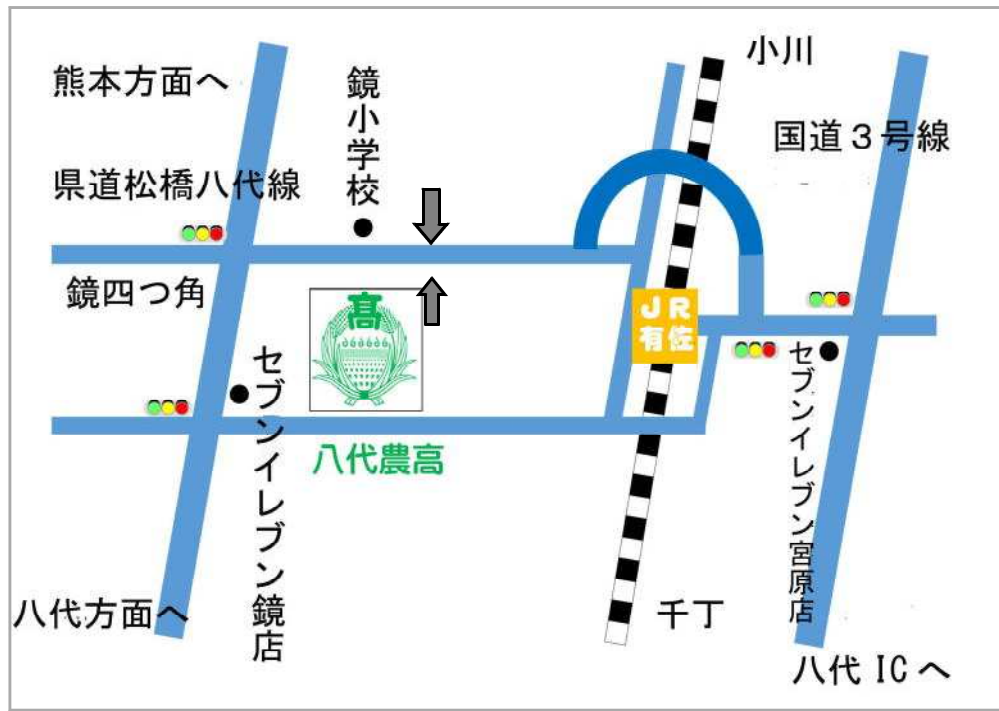 小川
熊本方面へ
鏡小学校
国道３号線
県道松橋八代線
鏡四つ角
高
JR
有佐
セブンイレブン鏡店
セブンイレブン宮原店
八代農高
八代方面へ
千丁
八代 IC へ